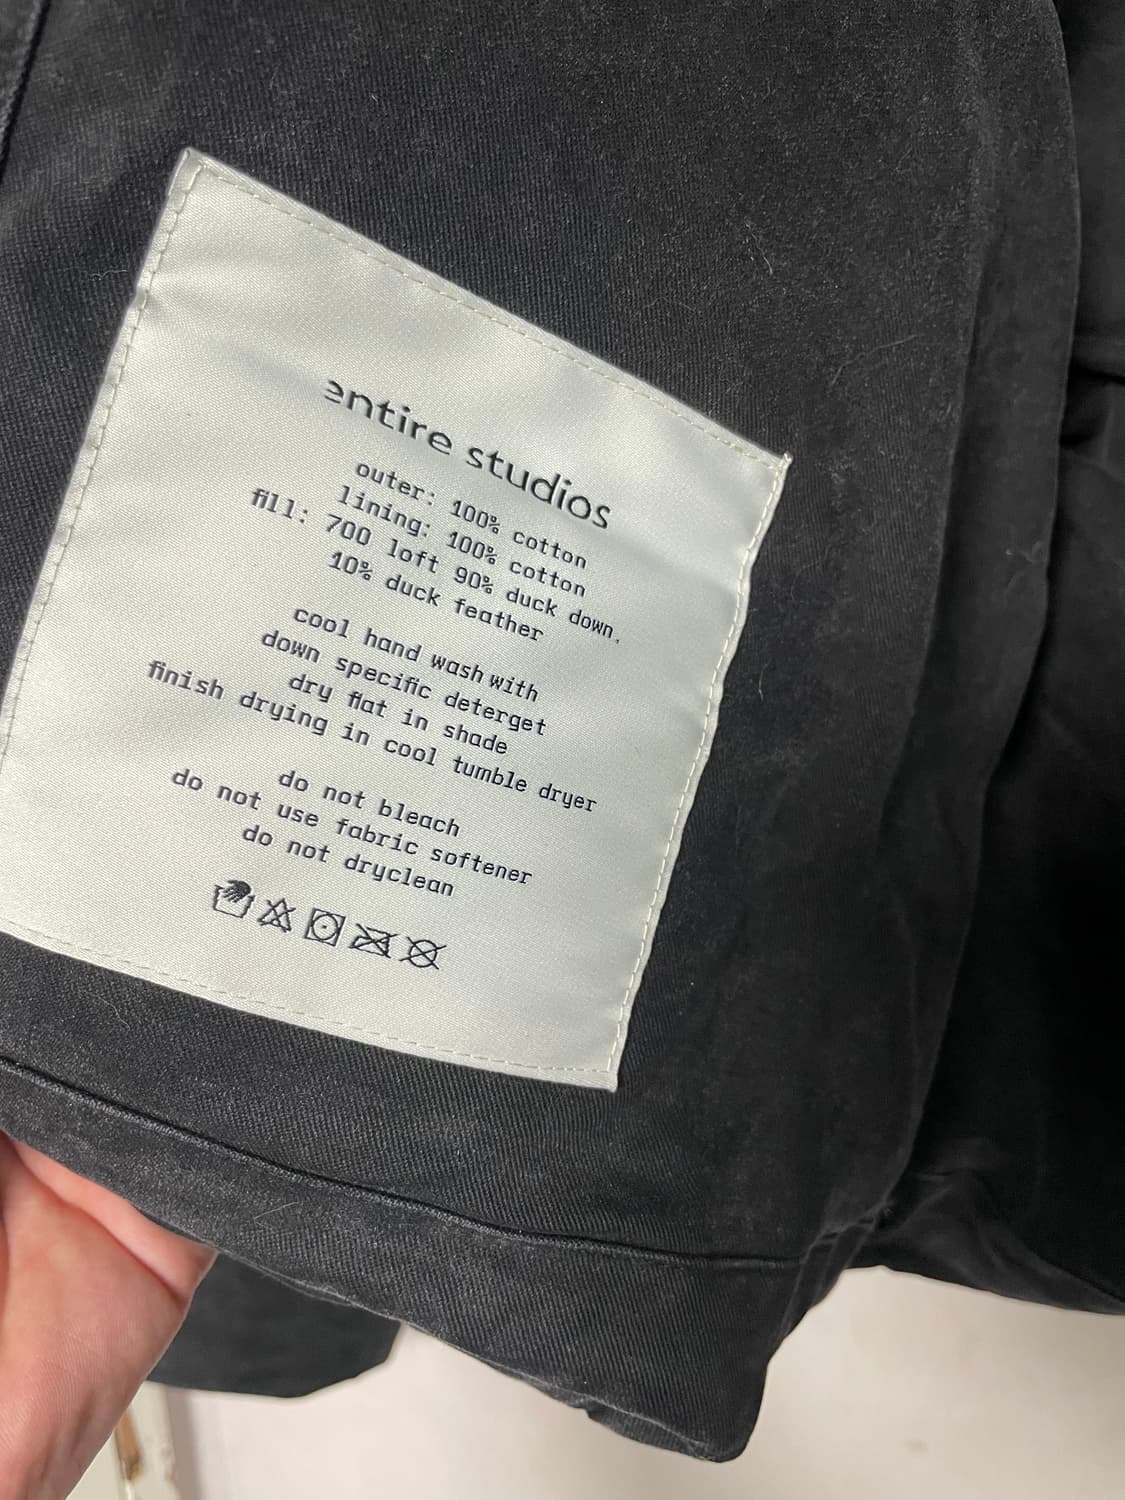 entire studios
outer: 100% cotton
lining: 100% cotton
fill: 700 loft 90% duck down,
10% duck feather
cool hand wash with
down specific deterget
dry flat in shade
finish drying in cool tumble dryer
do not bleach
do not use fabric softener
do not dryclean